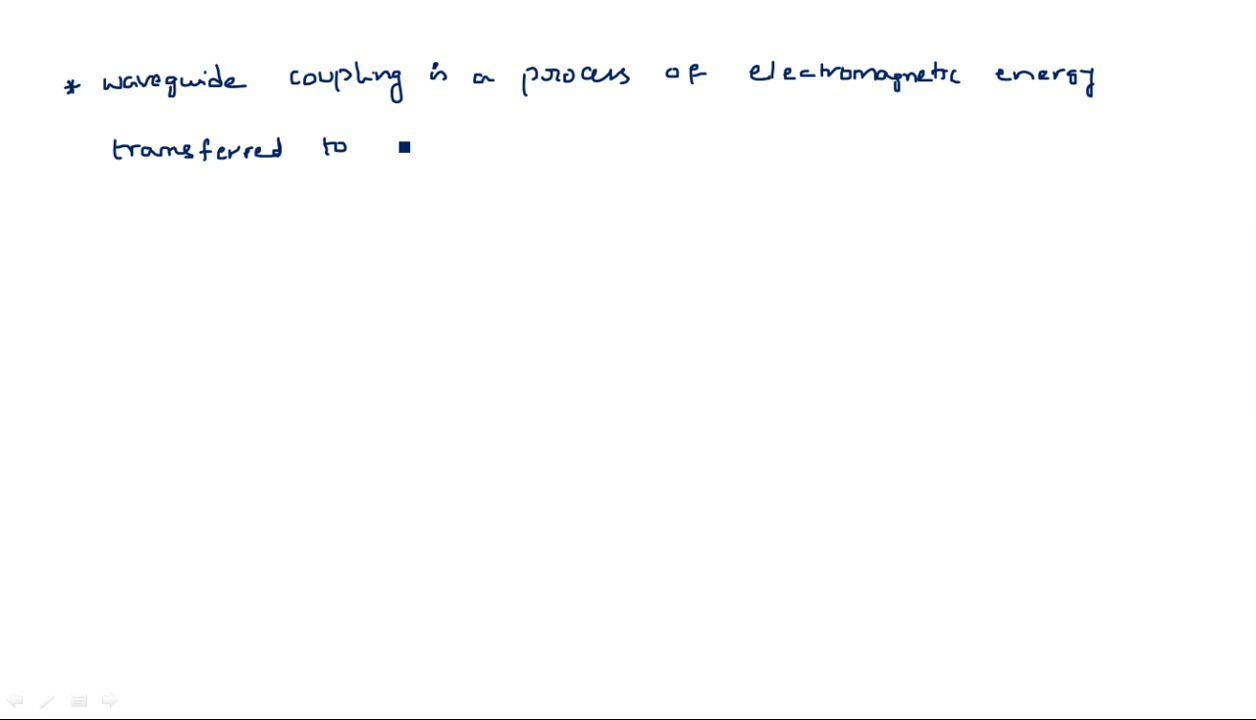 * waveguide coupling is a process of electromagnetic energy
transferred to